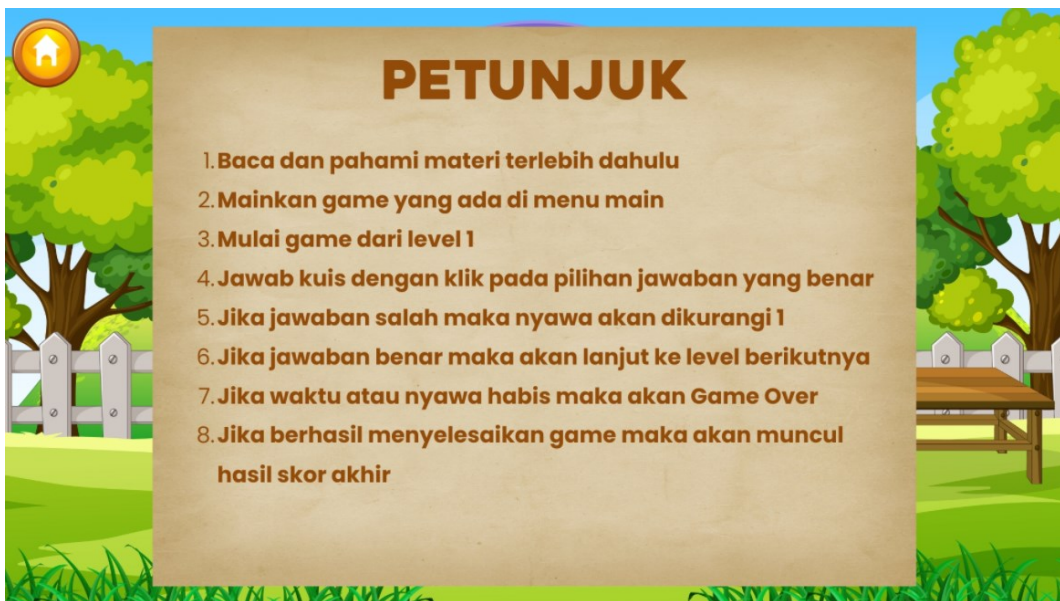 PETUNJUK
1. Baca dan pahami materi terlebih dahulu
2. Mainkan game yang ada di menu main
3. Mulai game dari level 1
4. Jawab kuis dengan klik pada pilihan jawaban yang benar
5. Jika jawaban salah maka nyawa akan dikurangi 1
6. Jika jawaban benar maka akan lanjut ke level berikutnya
7. Jika waktu atau nyawa habis maka akan Game Over
8. Jika berhasil menyelesaikan game maka akan muncul
hasil skor akhir